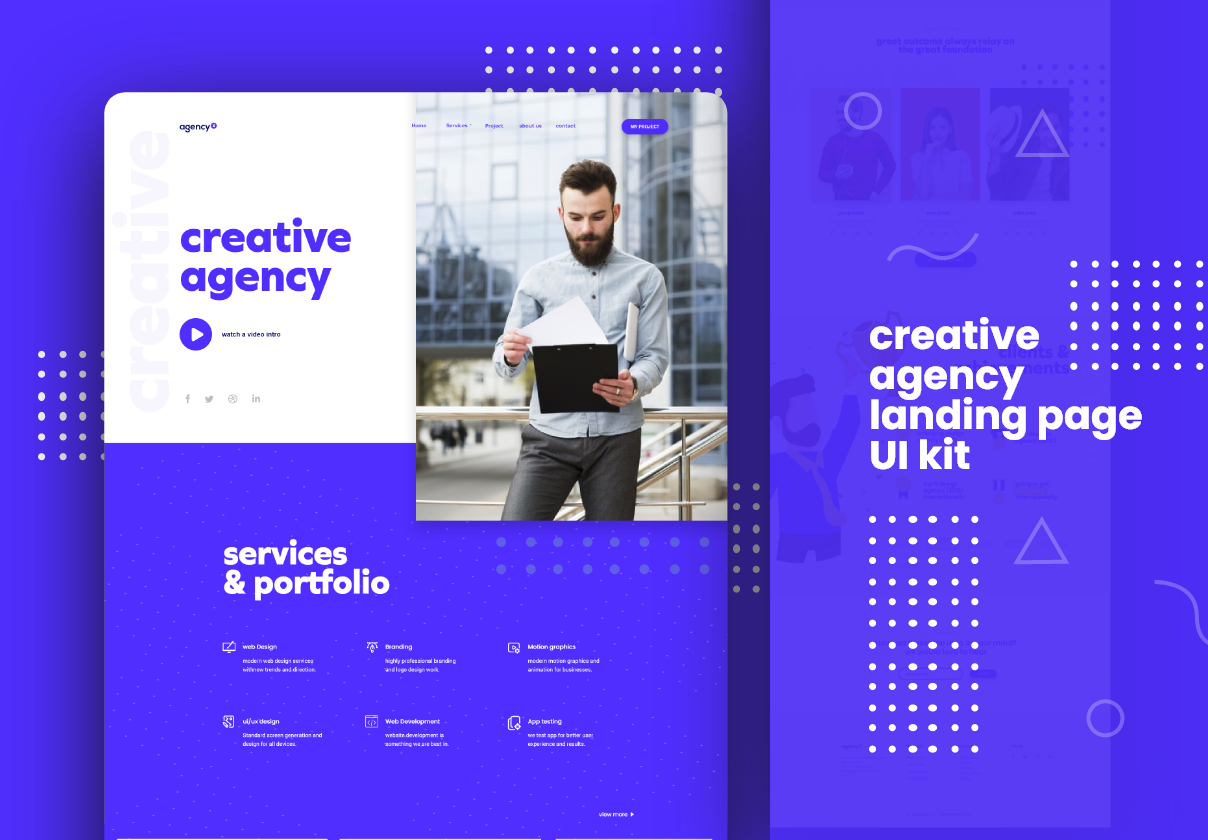 agency
Home
Services
Project
about us
contact
MY PROJECT
creative
creative
agency
watch a video intro
services
& portfolio
web Design
modern web design services
with new trends and direction.
Branding
highly professional branding
and logo design work.
Motion graphics
modern motion graphics and
animation for businesses.
ui/ux design
Standard screen generation and
design for all devices.
Web Development
website development is
something we are best in.
App testing
we test app for better user
experience and results.
view more
great outcome always relay on
the great foundation
clients &
creative
agency
landing page
UI kit